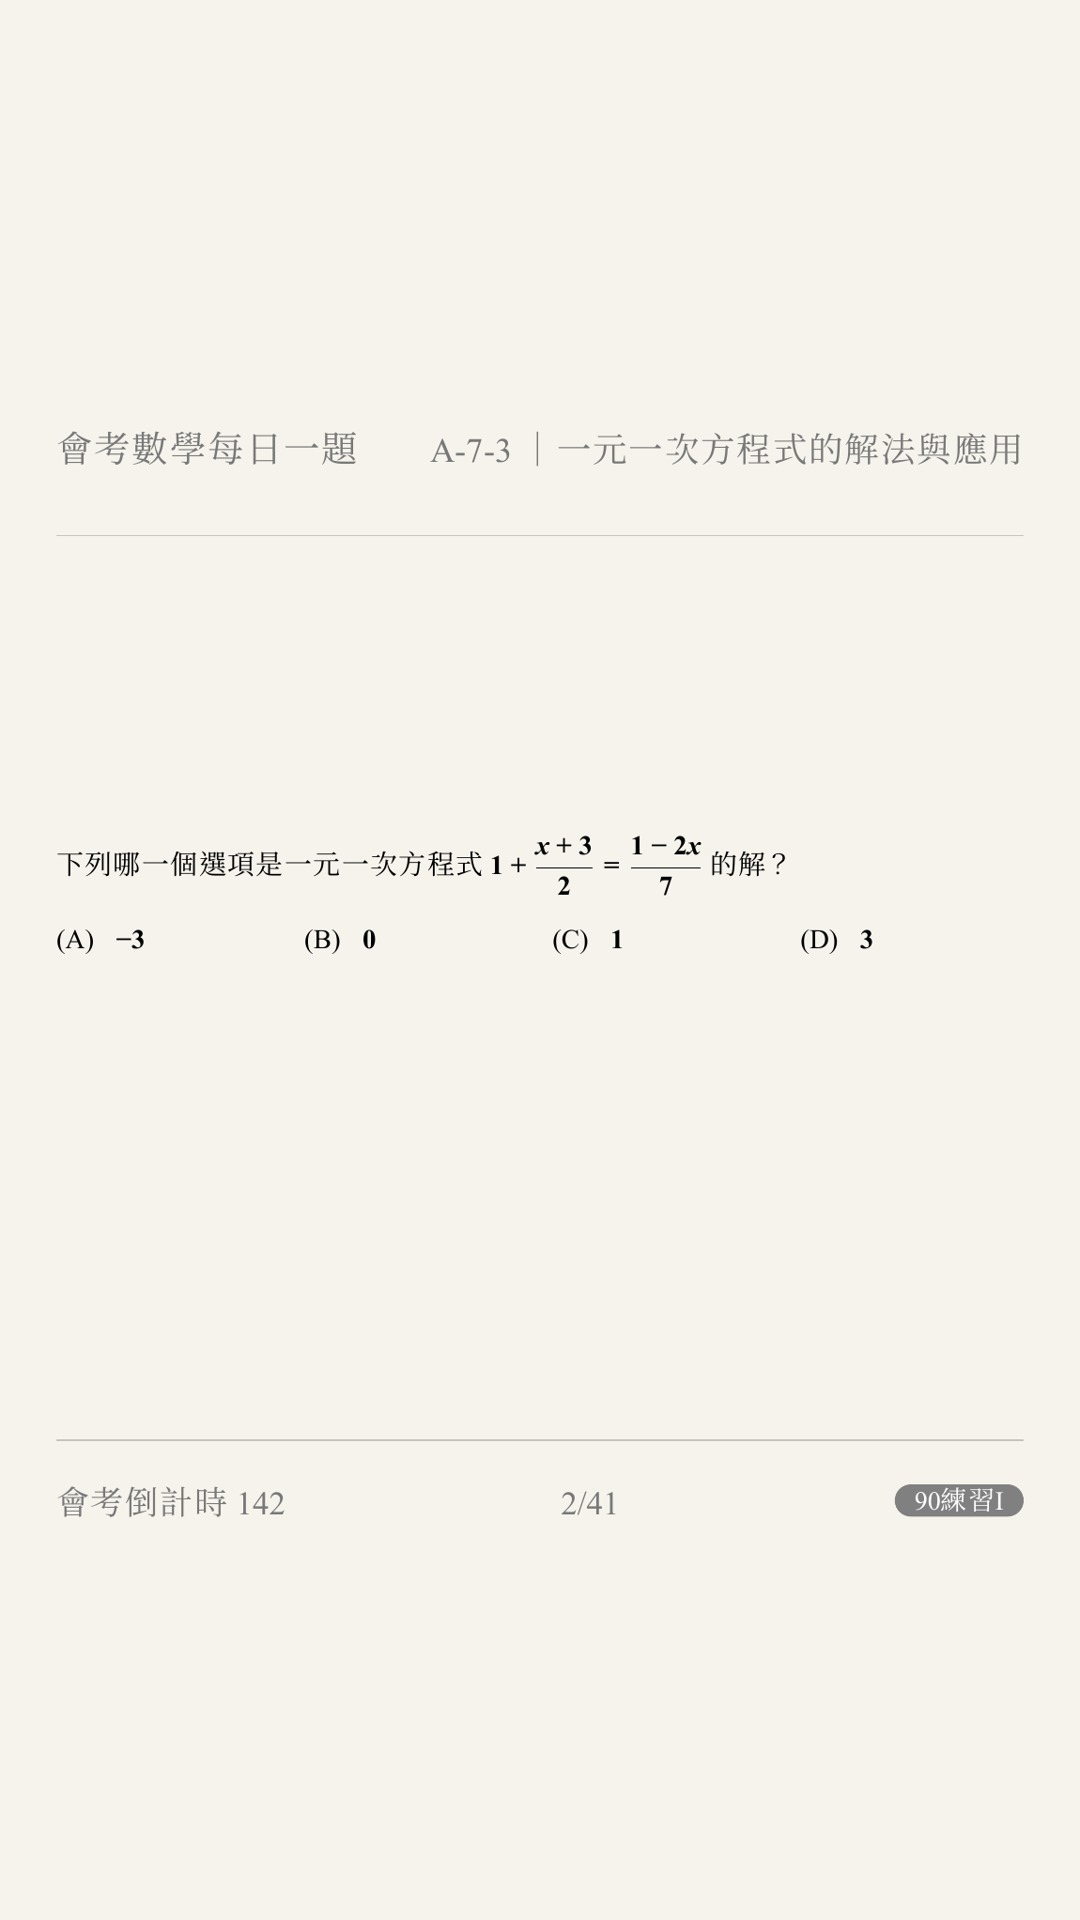 會考數學每日一題 A-7-3｜一元一次方程式的解法與應用
下列哪一個選項是一元一次方程式 1 + (x + 3)/2 = (1 − 2x)/7 的解？
(A) −3 (B) 0 (C) 1 (D) 3
會考倒計時 142 2/41 90練習I